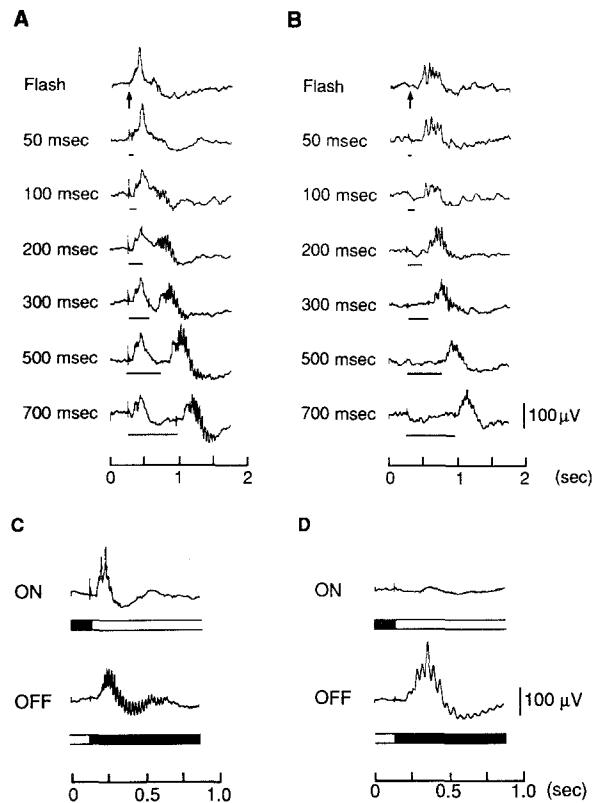 A
Flash
50 msec
100 msec
200 msec
300 msec
500 msec
700 msec
0 1 2
B
Flash
50 msec
100 msec
200 msec
300 msec
500 msec
700 msec
100 µV
0 1 2 (sec)
C
ON
OFF
0 0.5 1.0
D
ON
OFF
100 µV
0 0.5 1.0 (sec)